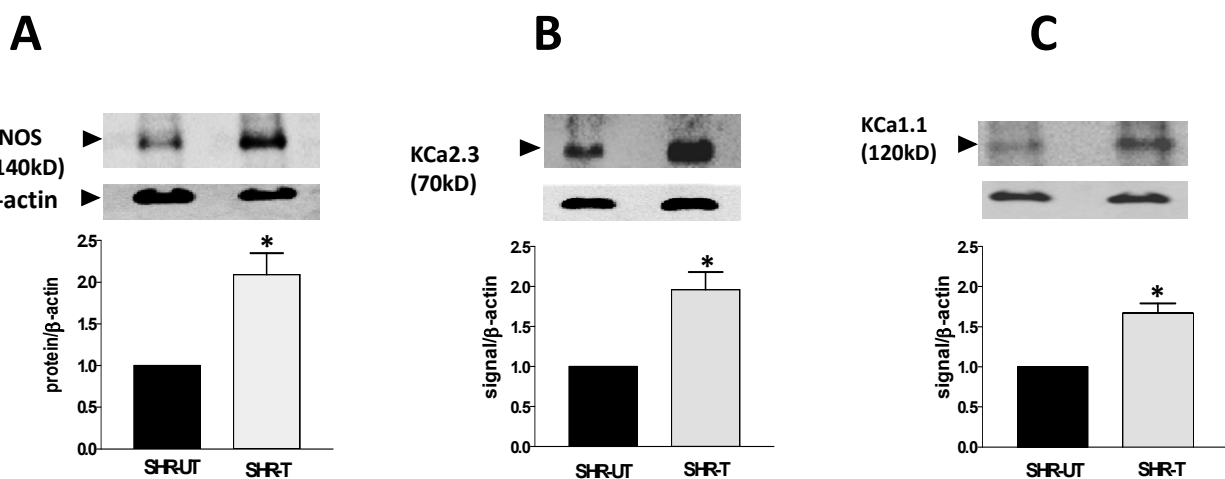 A
B
C
NOS
140kD)
-actin
KCa2.3
(70kD)
KCa1.1
(120kD)
protein/β-actin
2.5
2.0
1.5
1.0
0.5
0.0
*
SHR-UT
SHR-T
signal/β-actin
2.5
2.0
1.5
1.0
0.5
0.0
*
SHR-UT
SHR-T
signal/β-actin
2.5
2.0
1.5
1.0
0.5
0.0
*
SHR-UT
SHR-T